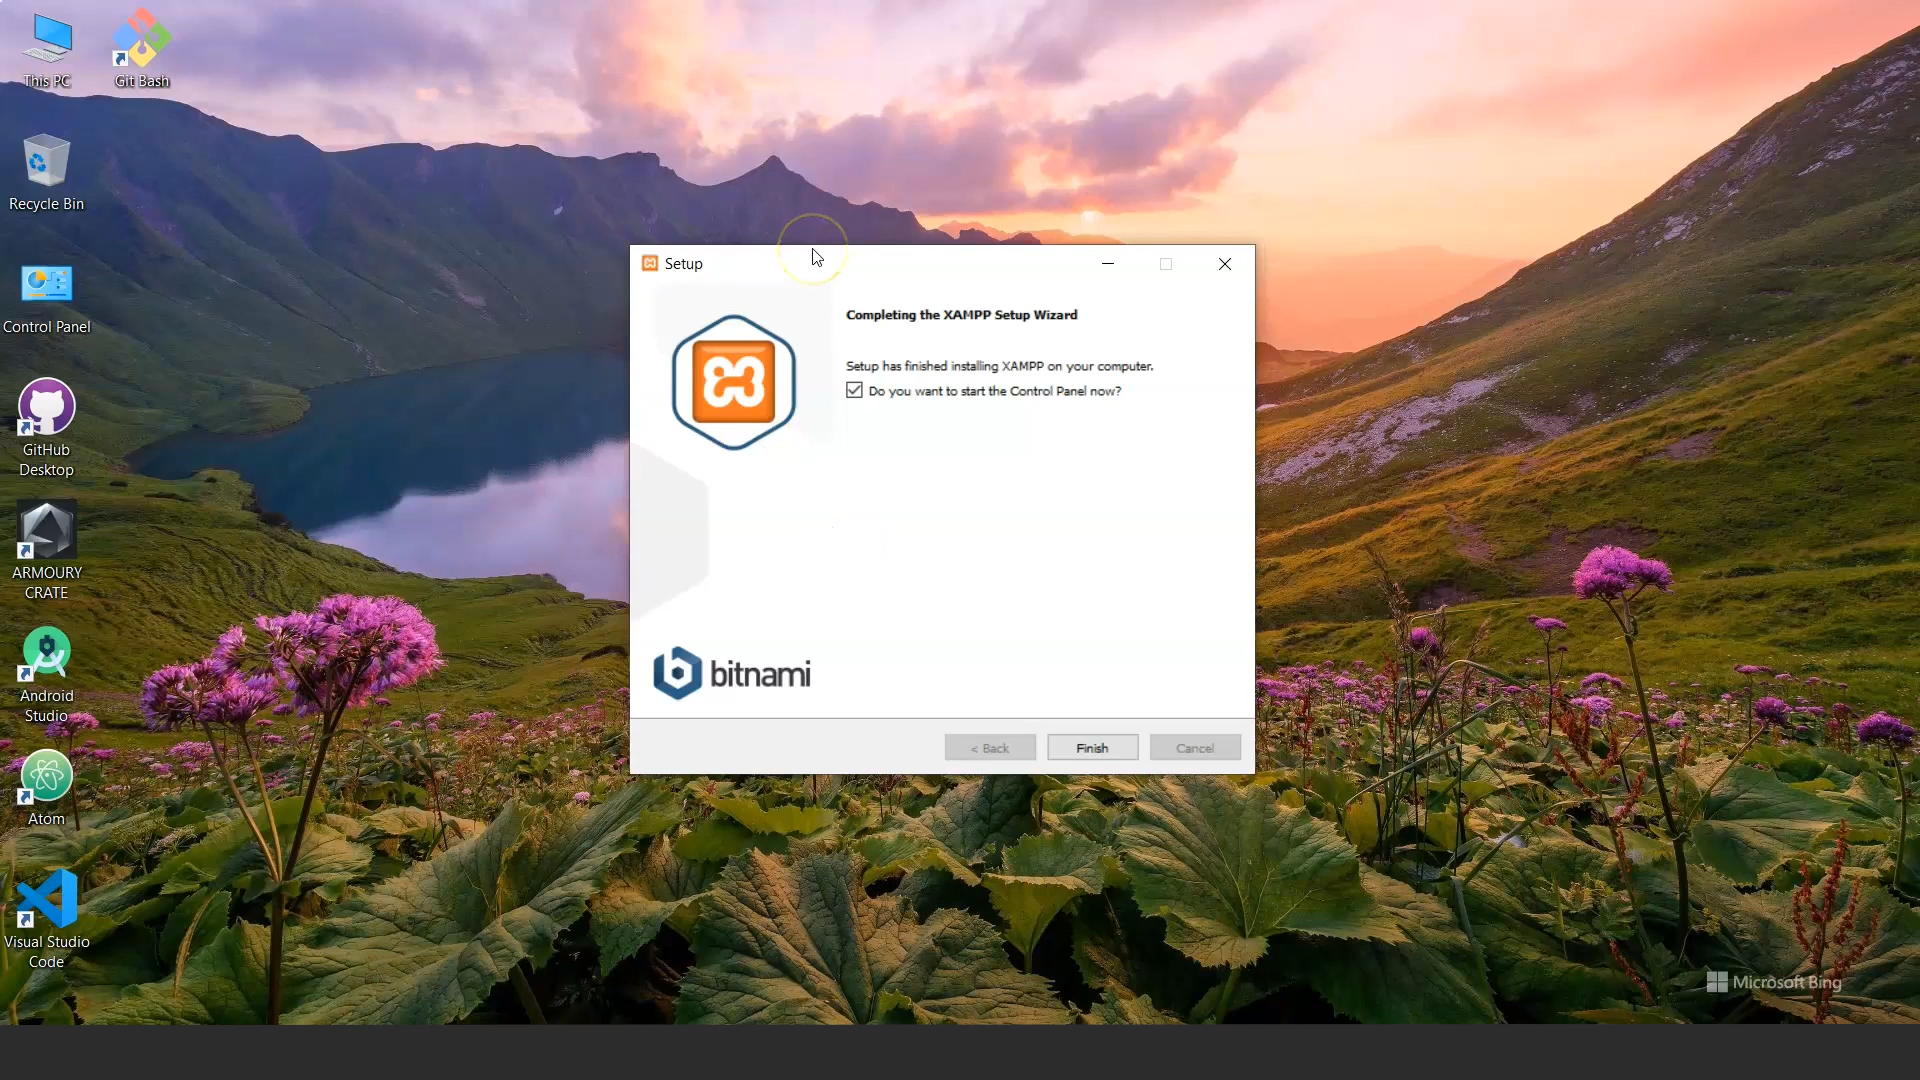 This PC
Git Bash
Recycle Bin
Control Panel
GitHub
Desktop
ARMOURY
CRATE
Android
Studio
Atom
Visual Studio
Code
Setup
Completing the XAMPP Setup Wizard
Setup has finished installing XAMPP on your computer.
Do you want to start the Control Panel now?
bitnami
< Back
Finish
Cancel
Microsoft Bing